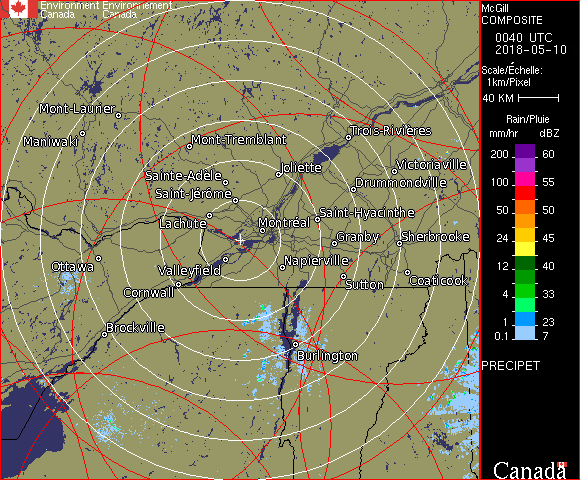 Environment Environnement
Canada Canada
McGill
COMPOSITE
0040 UTC
2018-05-10
Scale/Échelle:
1km/Pixel
40 KM
Rain/Pluie
mm/hr dBZ
200 60
100 55
50 50
24 45
12 40
4 33
1 23
0.1 7
PRECIPET
Canada
Mont-Laurier
Maniwaki
Mont-Tremblant
Trois-Rivières
Sainte-Adèle
Joliette
Victoriaville
Saint-Jérôme
Drummondville
Lachute
Montréal
Saint-Hyacinthe
Granby
Sherbrooke
Ottawa
Valleyfield
Napierville
Cornwall
Sutton
Coaticook
Brockville
Burlington